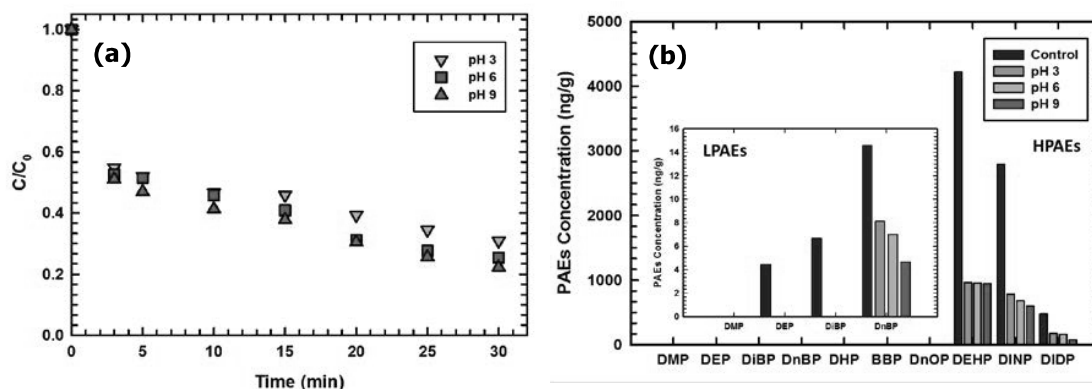 (a)
pH 3
pH 6
pH 9
C/C0
1.0
0.8
0.6
0.4
0.2
0.0
0 5 10 15 20 25 30
Time (min)
(b)
Control
pH 3
pH 6
pH 9
HPAEs
PAEs Concentration (ng/g)
5000
4000
3000
2000
1000
0
LPAEs
PAEs Concentration (ng/g)
16
14
12
10
8
6
4
2
0
DMP DEP DiBP DnBP
DMP DEP DiBP DnBP DHP BBP DnOP DEHP DINP DIDP